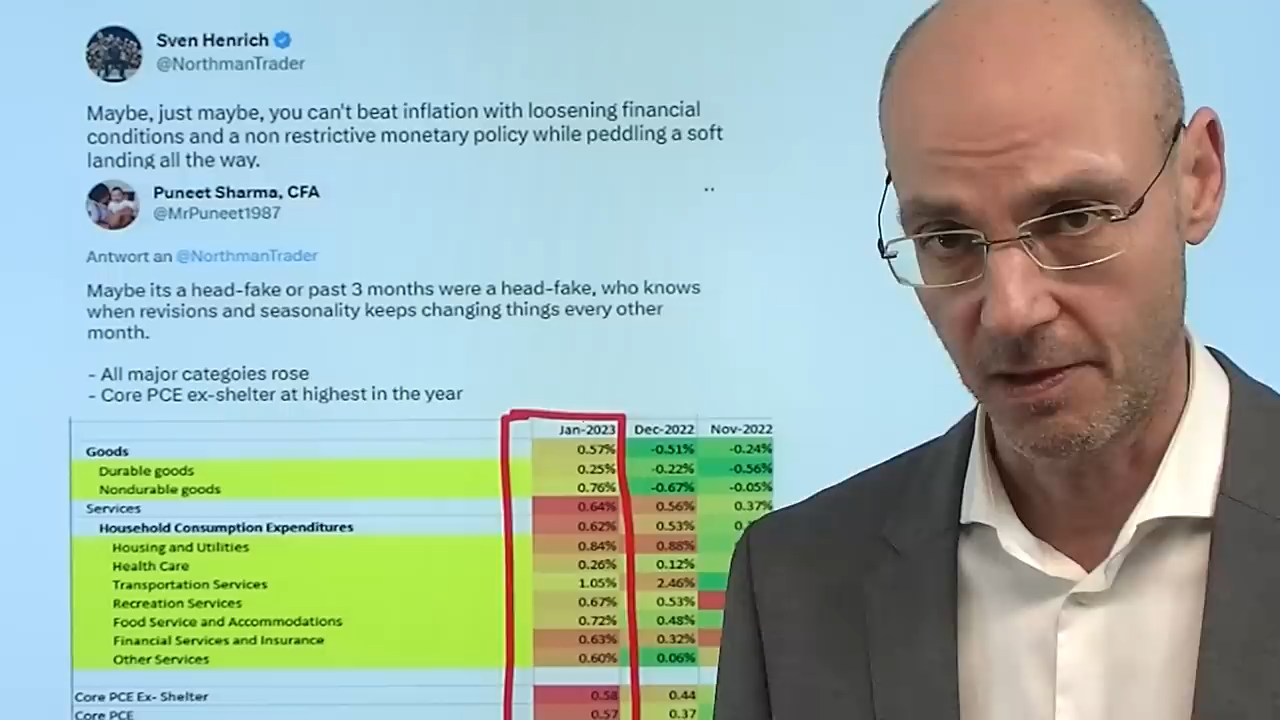 Sven Henrich
@NorthmanTrader
Maybe, just maybe, you can't beat inflation with loosening financial
conditions and a non restrictive monetary policy while peddling a soft
landing all the way.
Puneet Sharma, CFA
@MrPuneet1987
Antwort an @NorthmanTrader
Maybe its a head-fake or past 3 months were a head-fake, who knows
when revisions and seasonality keeps changing things every other
month.
- All major categoies rose
- Core PCE ex-shelter at highest in the year
Jan-2023 Dec-2022 Nov-2022
Goods 0.57% -0.51% -0.24%
Durable goods 0.25% -0.22% -0.56%
Nondurable goods 0.76% -0.67% -0.05%
Services 0.64% 0.56% 0.37%
Household Consumption Expenditures 0.62% 0.53%
Housing and Utilities 0.84% 0.88%
Health Care 0.26% 0.12%
Transportation Services 1.05% 2.46%
Recreation Services 0.67% 0.53%
Food Service and Accommodations 0.72% 0.48%
Financial Services and Insurance 0.63% 0.32%
Other Services 0.60% 0.06%
Core PCE Ex- Shelter 0.58 0.44
Core PCE 0.57 0.37